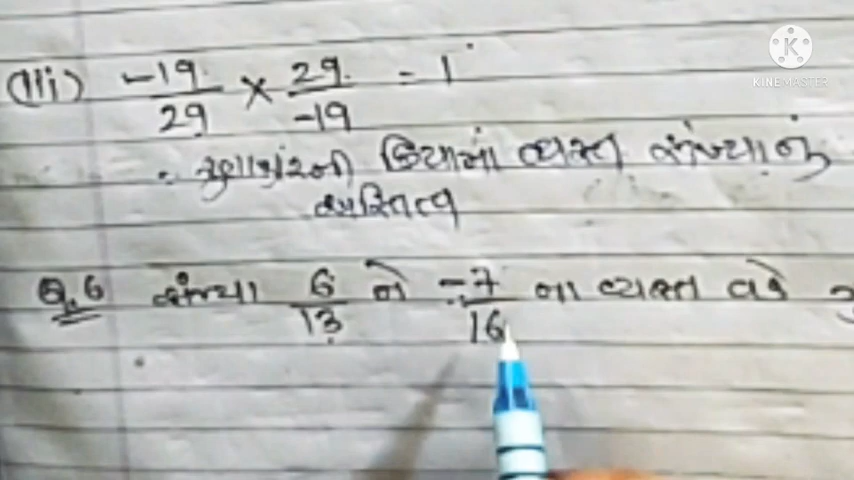 (iii) -19/29 × 29/-19 = 1
∴ ગુણાકારની ક્રિયામાં વ્યસ્ત સંખ્યાનું
અસ્તિત્વ
Q.6 સંખ્યા 6/13 ને -7/16 ના વ્યસ્ત વડે
KINEMASTER